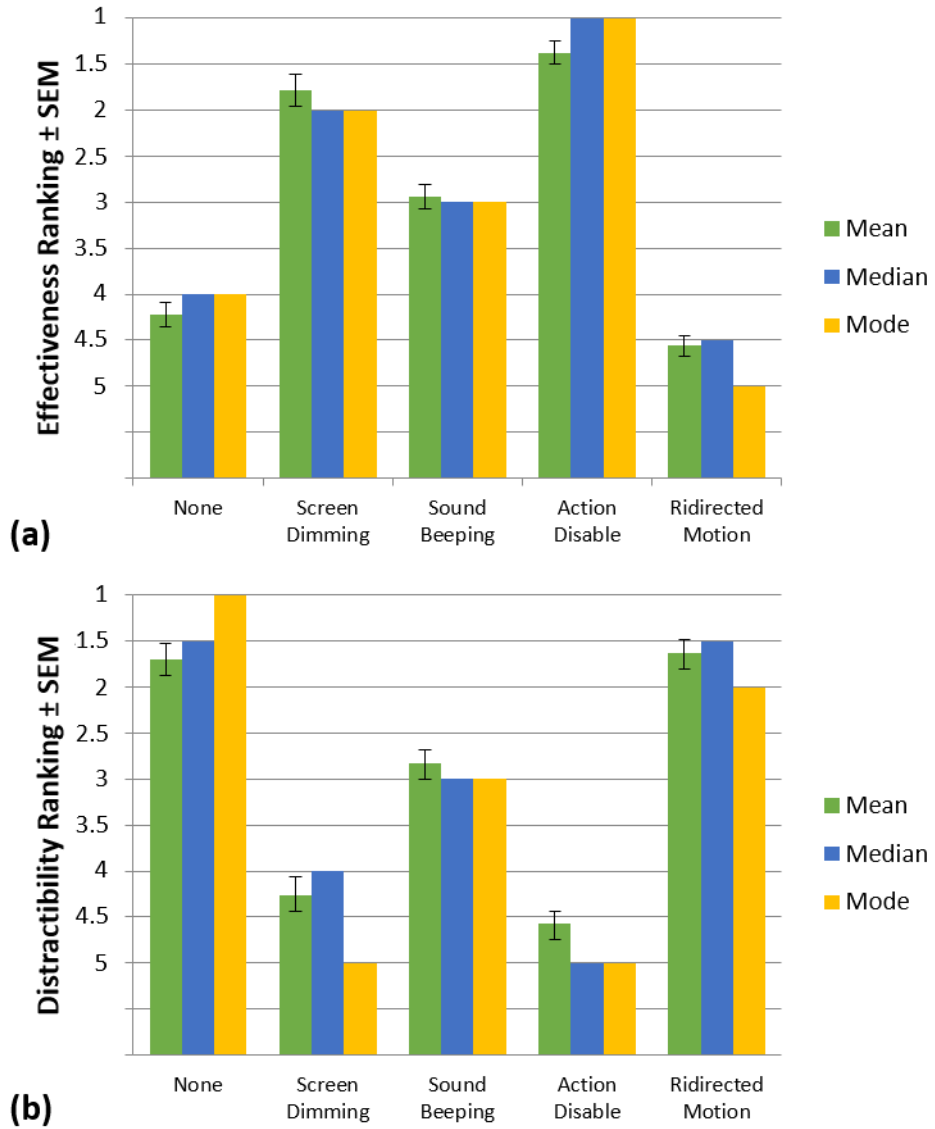 Effectiveness Ranking ± SEM
1
1.5
2
2.5
3
3.5
4
4.5
5
None
Screen
Dimming
Sound
Beeping
Action
Disable
Ridirected
Motion
Mean
Median
Mode
(a)
Distractibility Ranking ± SEM
1
1.5
2
2.5
3
3.5
4
4.5
5
None
Screen
Dimming
Sound
Beeping
Action
Disable
Ridirected
Motion
Mean
Median
Mode
(b)